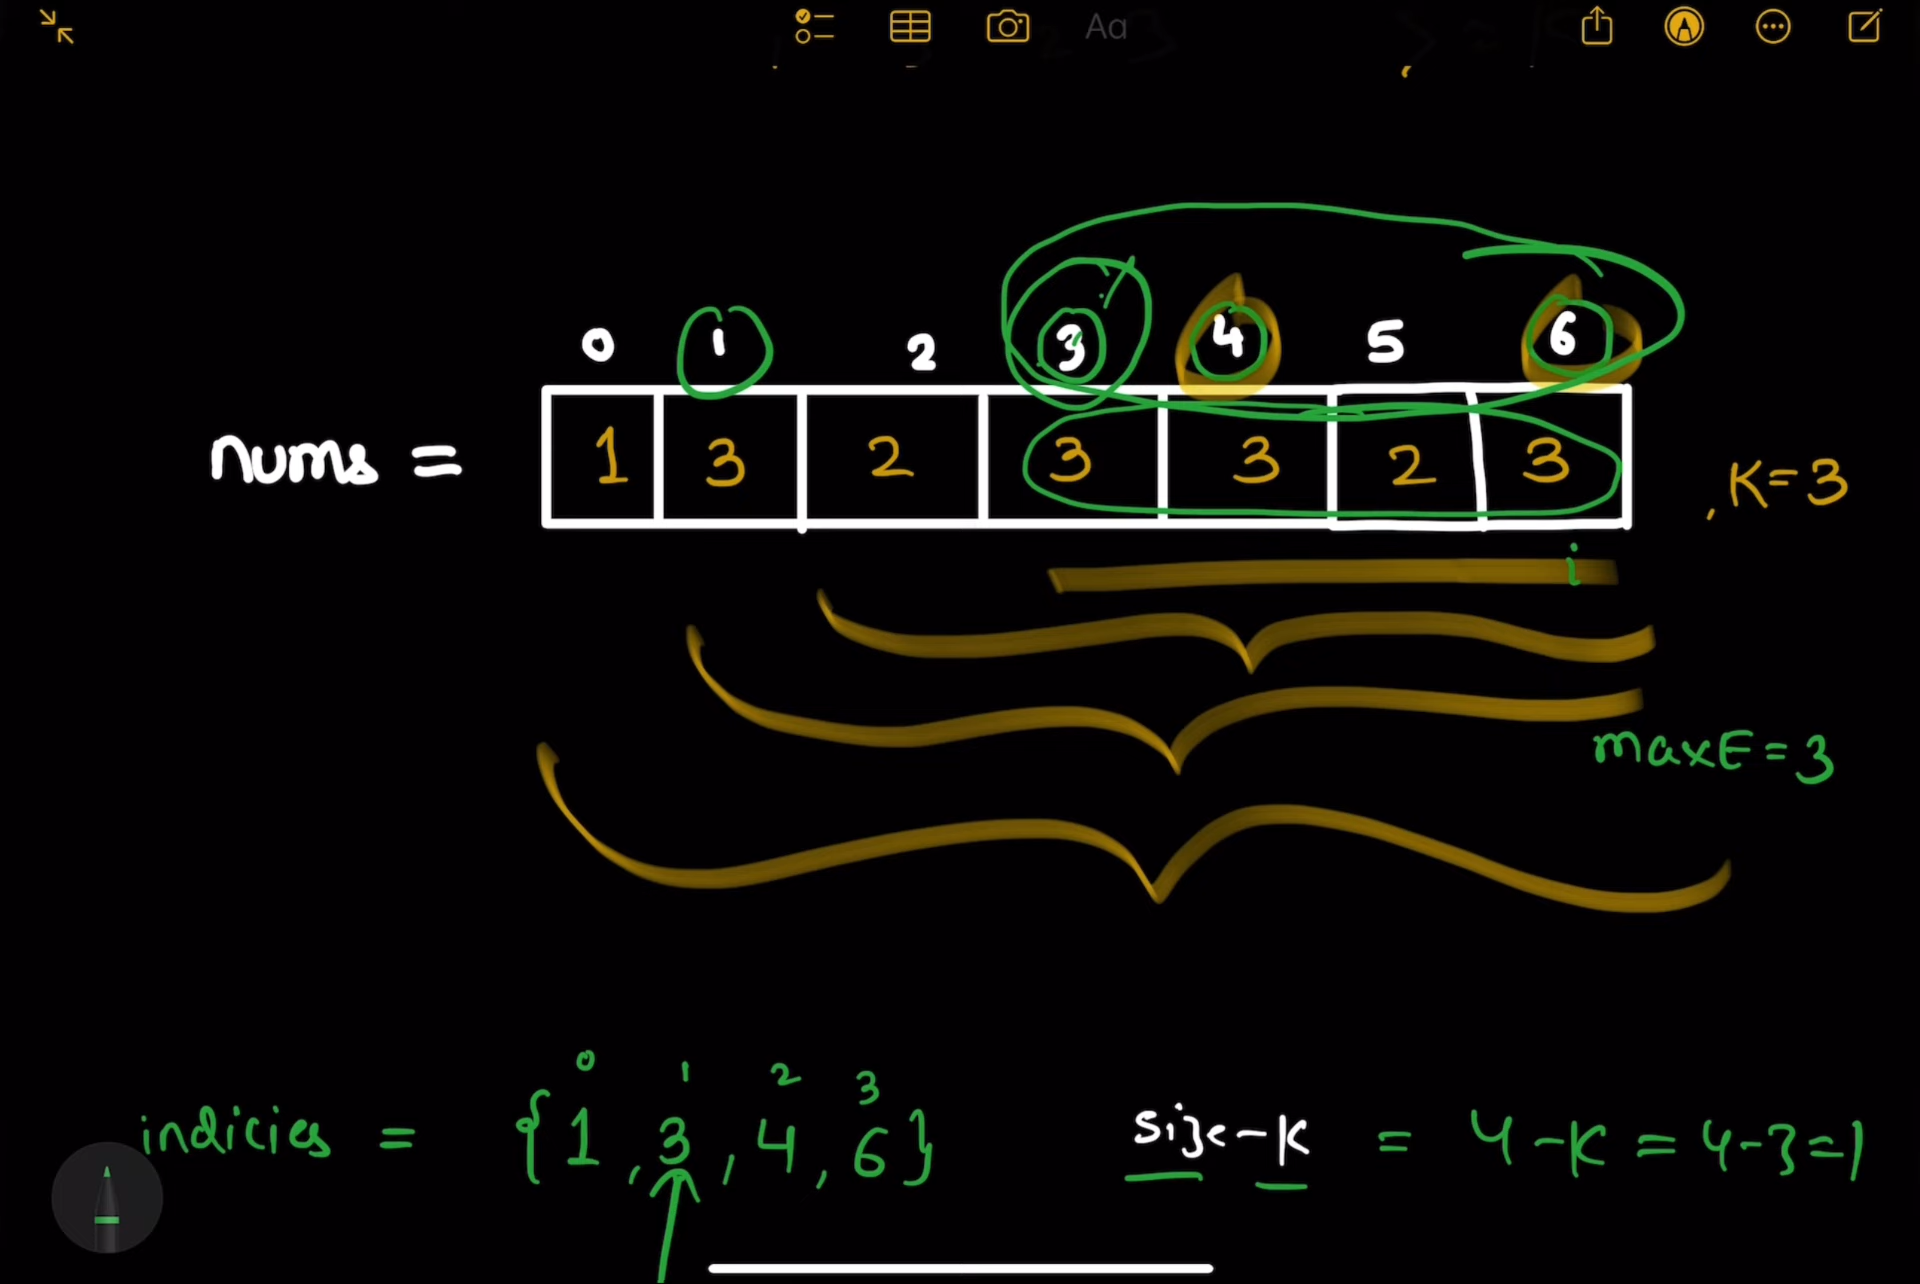 Aa
0 1 2 3 4 5 6
nums = 1 3 2 3 3 2 3 , K=3
i
maxE = 3
0 1 2 3
indicies = {1, 3, 4, 6} size-K = 4-K = 4-3=1